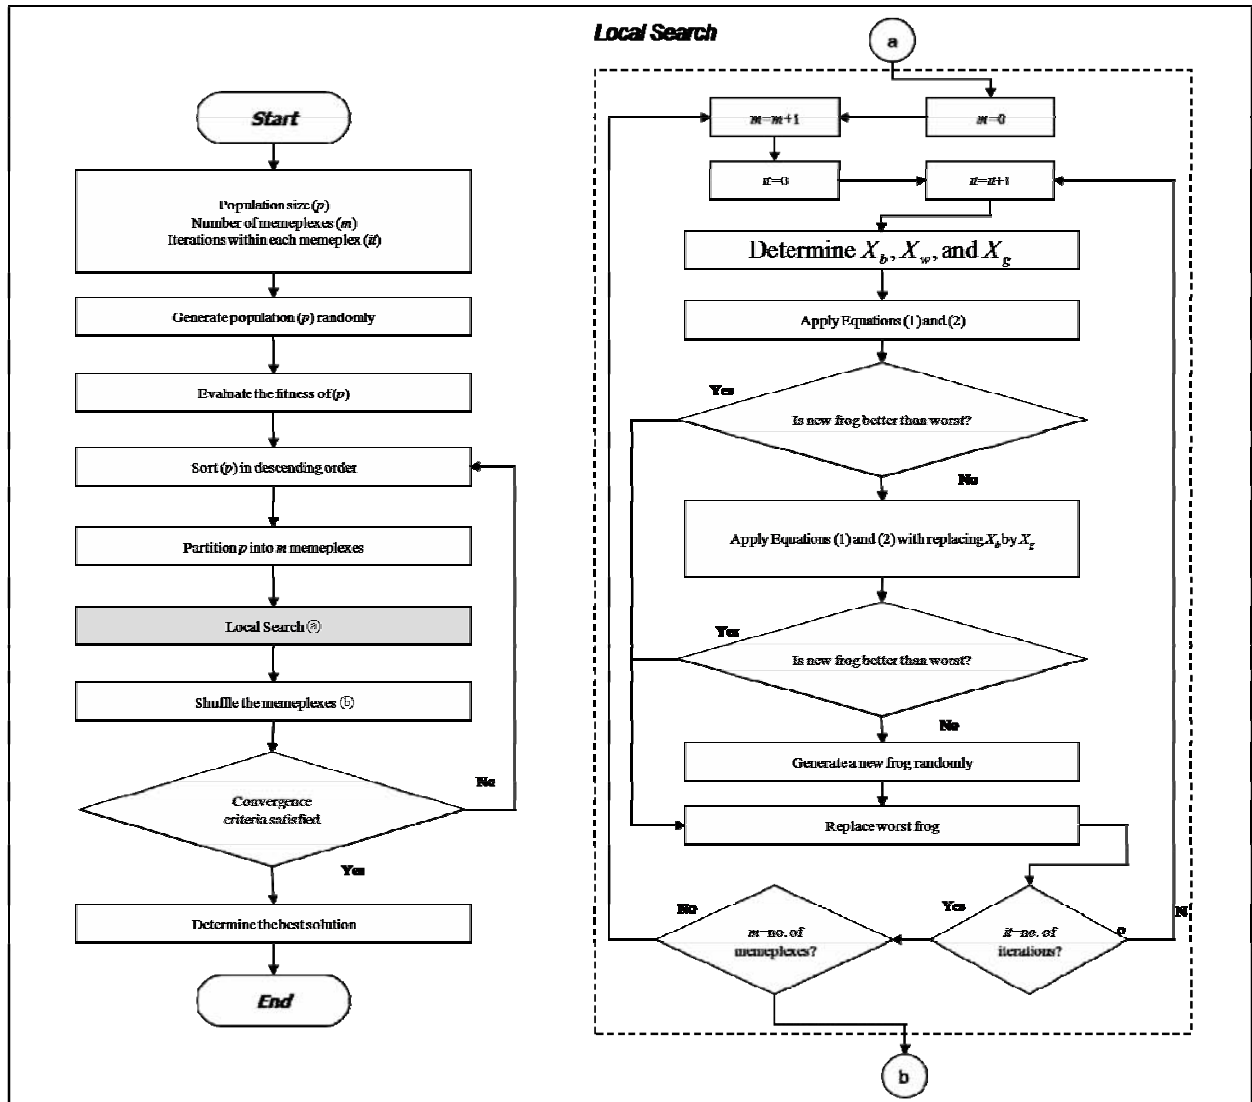 Start
Population size (p)
Number of memeplexes (m)
Iterations within each memeplex (it)
Generate population (p) randomly
Evaluate the fitness of (p)
Sort (p) in descending order
Partition p into m memeplexes
Local Search ⓐ
Shuffle the memeplexes ⓑ
Convergence
criteria satisfied
No
Yes
Determine the best solution
End
Local Search
a
m=m+1
m=0
it=0
it=it+1
Determine X_b, X_w, and X_g
Apply Equations (1) and (2)
Yes
Is new frog better than worst?
No
Apply Equations (1) and (2) with replacing X_b by X_g
Yes
Is new frog better than worst?
No
Generate a new frog randomly
Replace worst frog
No
m=no. of
memeplexes?
Yes
it=no. of
iterations?
N
o
b